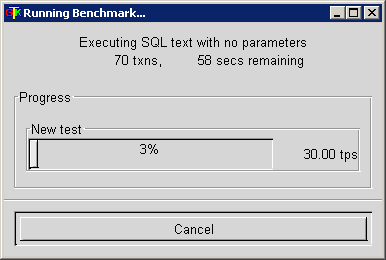 Running Benchmark...
Executing SQL text with no parameters
70 txns, 58 secs remaining
Progress
New test
3%
30.00 tps
Cancel